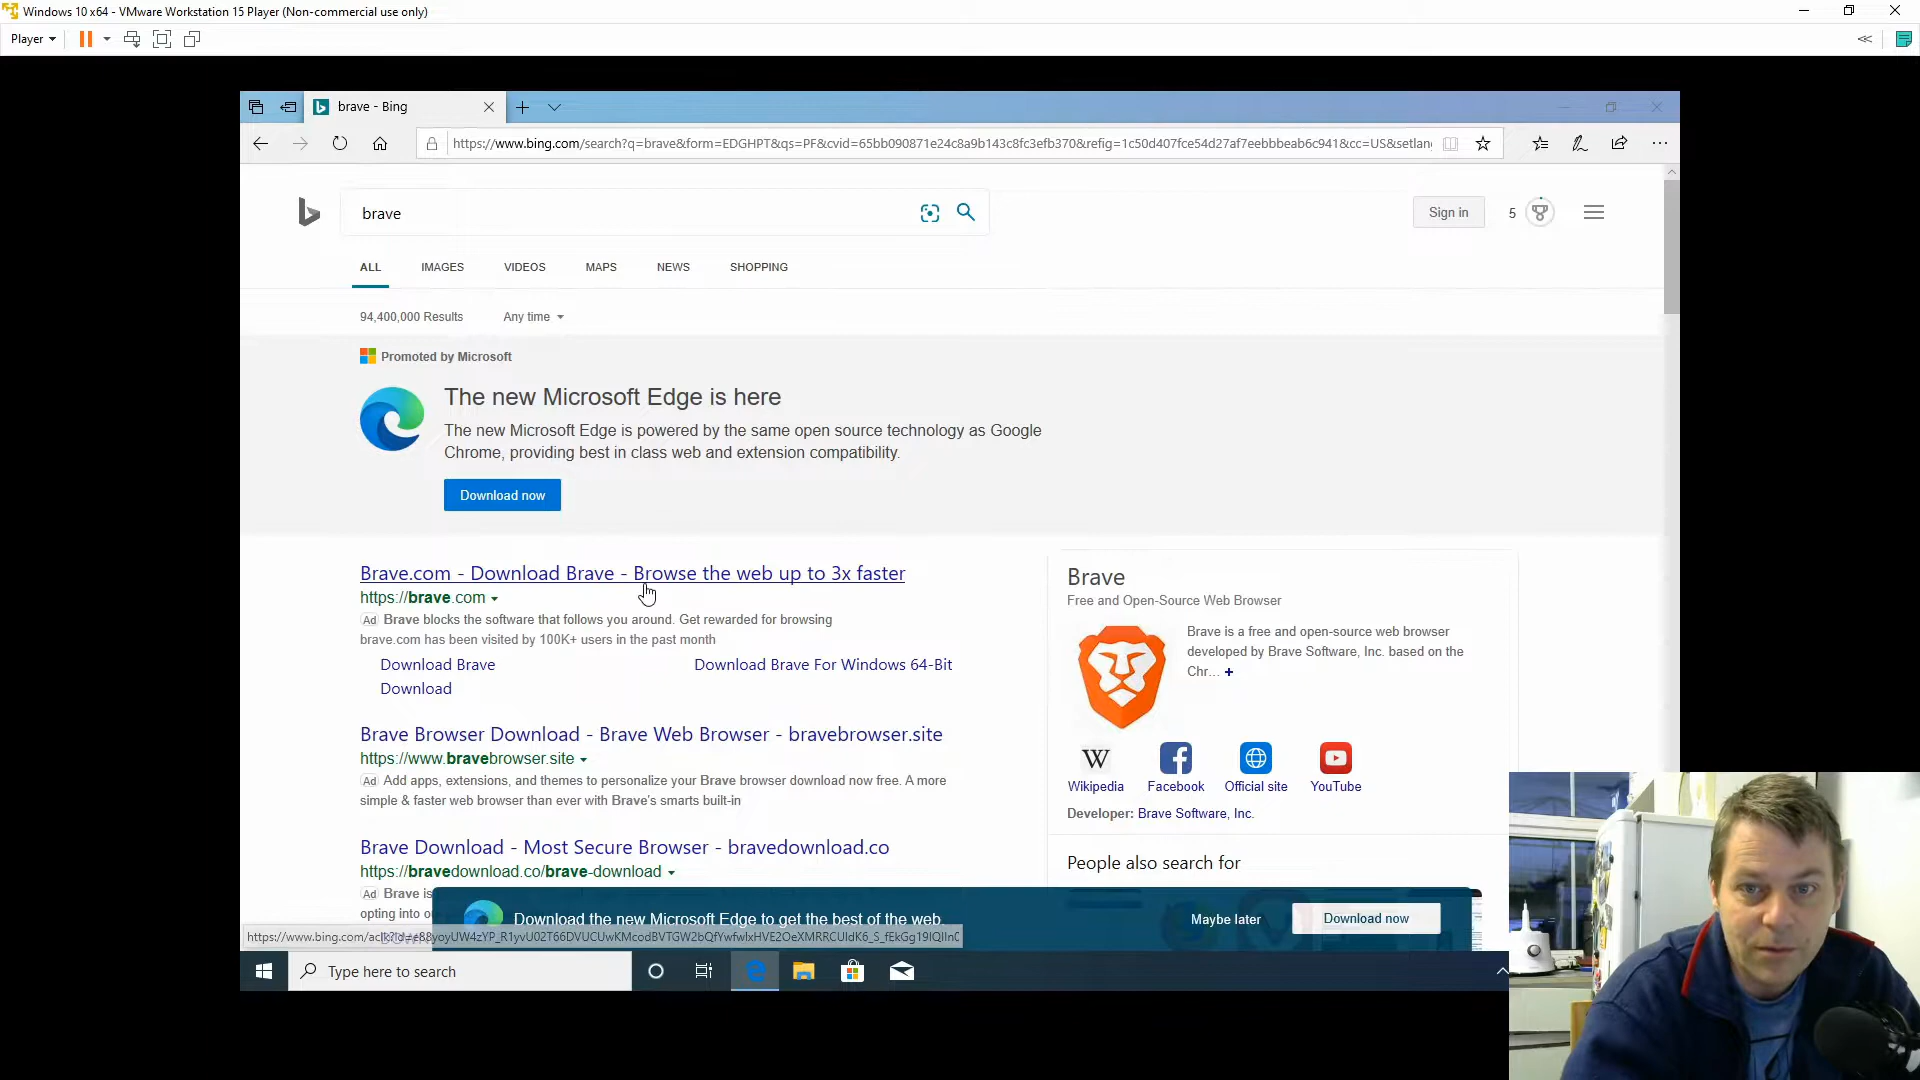 Windows 10 x64 - VMware Workstation 15 Player (Non-commercial use only)
Player
brave - Bing
https://www.bing.com/search?q=brave&form=EDGHPT&qs=PF&cvid=65bb090871e24c8a9b143c8fc3efb370&refig=1c50d407fce54d27af7eebbbeab6c941&cc=US&setlan
brave
Sign in
5
ALL
IMAGES
VIDEOS
MAPS
NEWS
SHOPPING
94,400,000 Results
Any time
Promoted by Microsoft
The new Microsoft Edge is here
The new Microsoft Edge is powered by the same open source technology as Google
Chrome, providing best in class web and extension compatibility.
Download now
Brave.com - Download Brave - Browse the web up to 3x faster
https://brave.com
Ad Brave blocks the software that follows you around. Get rewarded for browsing
brave.com has been visited by 100K+ users in the past month
Download Brave
Download Brave For Windows 64-Bit
Download
Brave Browser Download - Brave Web Browser - bravebrowser.site
https://www.bravebrowser.site
Ad Add apps, extensions, and themes to personalize your Brave browser download now free. A more
simple & faster web browser than ever with Brave's smarts built-in
Brave Download - Most Secure Browser - bravedownload.co
https://bravedownload.co/brave-download
Ad Brave is
opting into
Brave
Free and Open-Source Web Browser
Brave is a free and open-source web browser
developed by Brave Software, Inc. based on the
Chr… +
W
Wikipedia
Facebook
Official site
YouTube
Developer: Brave Software, Inc.
People also search for
Download the new Microsoft Edge to get the best of the web.
Maybe later
Download now
Type here to search